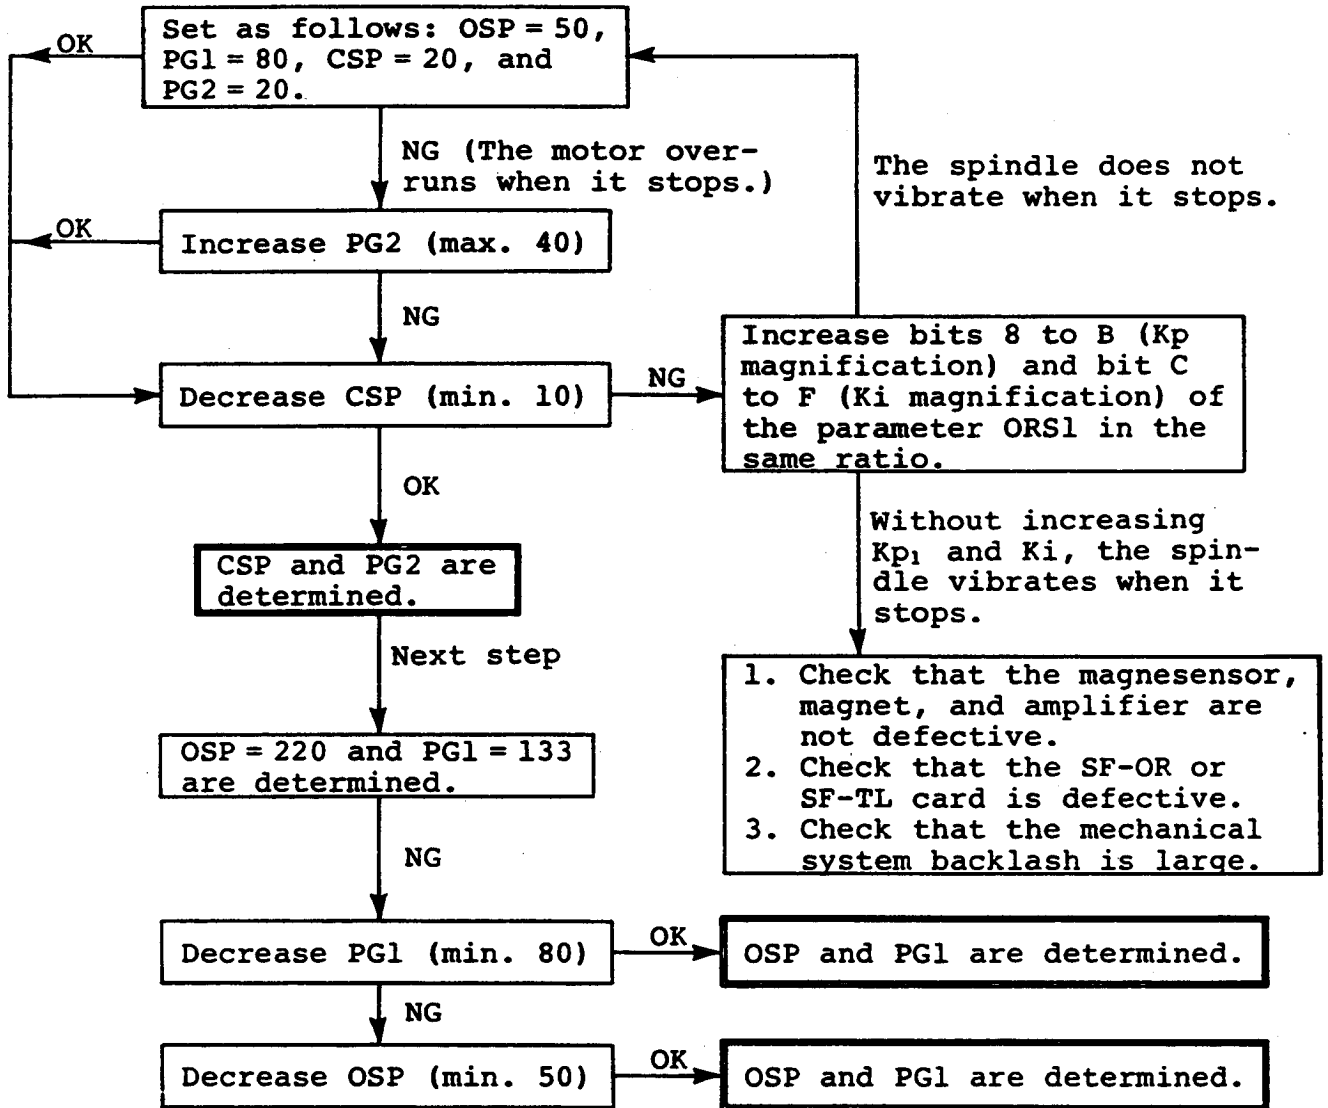 Set as follows: OSP = 50,
PG1 = 80, CSP = 20, and
PG2 = 20.
OK
NG (The motor over-
runs when it stops.)
The spindle does not
vibrate when it stops.
OK
Increase PG2 (max. 40)
NG
Decrease CSP (min. 10)
NG
Increase bits 8 to B (Kp
magnification) and bit C
to F (Ki magnification) of
the parameter ORS1 in the
same ratio.
OK
Without increasing
Kp1 and Ki, the spin-
dle vibrates when it
stops.
CSP and PG2 are
determined.
Next step
1. Check that the magnesensor,
magnet, and amplifier are
not defective.
2. Check that the SF-OR or
SF-TL card is defective.
3. Check that the mechanical
system backlash is large.
OSP = 220 and PG1 = 133
are determined.
NG
Decrease PG1 (min. 80)
OK
OSP and PG1 are determined.
NG
Decrease OSP (min. 50)
OK
OSP and PG1 are determined.